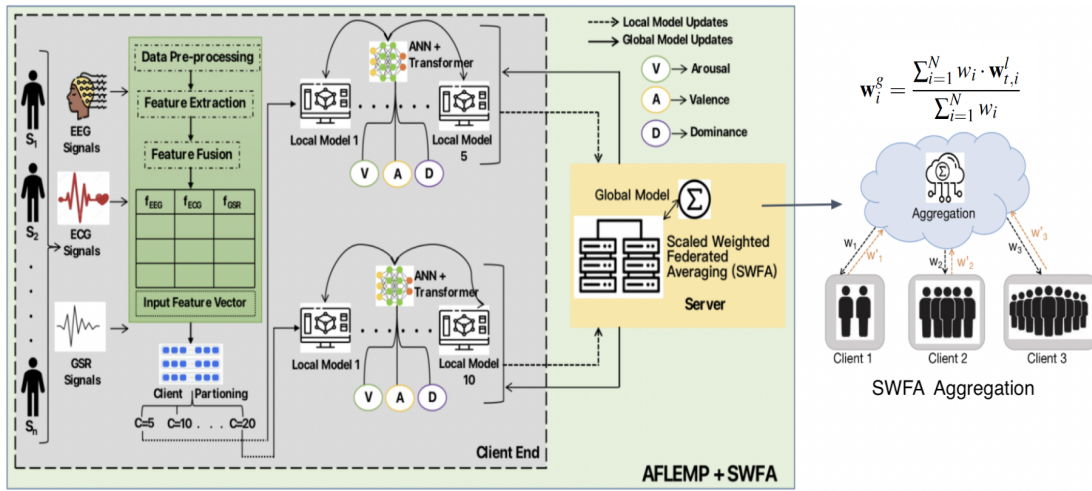 S1
S2
Sn
EEG
Signals
ECG
Signals
GSR
Signals
Data Pre-processing
Feature Extraction
Feature Fusion
fEEG fECG fGSR
Input Feature Vector
Client Partioning
C=5 C=10 . . . C=20
ANN +
Transformer
Local Model 1
Local Model
5
V A D
ANN +
Transformer
Local Model 1
Local Model
10
V A D
Client End
Local Model Updates
Global Model Updates
V Arousal
A Valence
D Dominance
Global Model
Σ
Scaled Weighted
Federated
Averaging (SWFA)
Server
AFLEMP + SWFA
𝐰_i^g = ∑_{i=1}^N w_i · 𝐰_{t,i}^l / ∑_{i=1}^N w_i
Σ
Aggregation
w1 w'1 w2 w'2 w3 w'3
Client 1 Client 2 Client 3
SWFA Aggregation